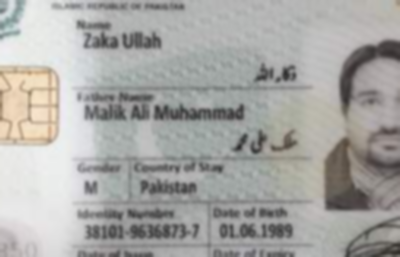 ISLAMIC REPUBLIC OF PAKISTAN
Name
Zaka Ullah
ذکاء اللہ
Father Name
Malik Ali Muhammad
ملک علی محمد
Gender Country of Stay
M Pakistan
Identity Number Date of Birth
38101-9636873-7 01.06.1989
Date of Issue Date of Expiry